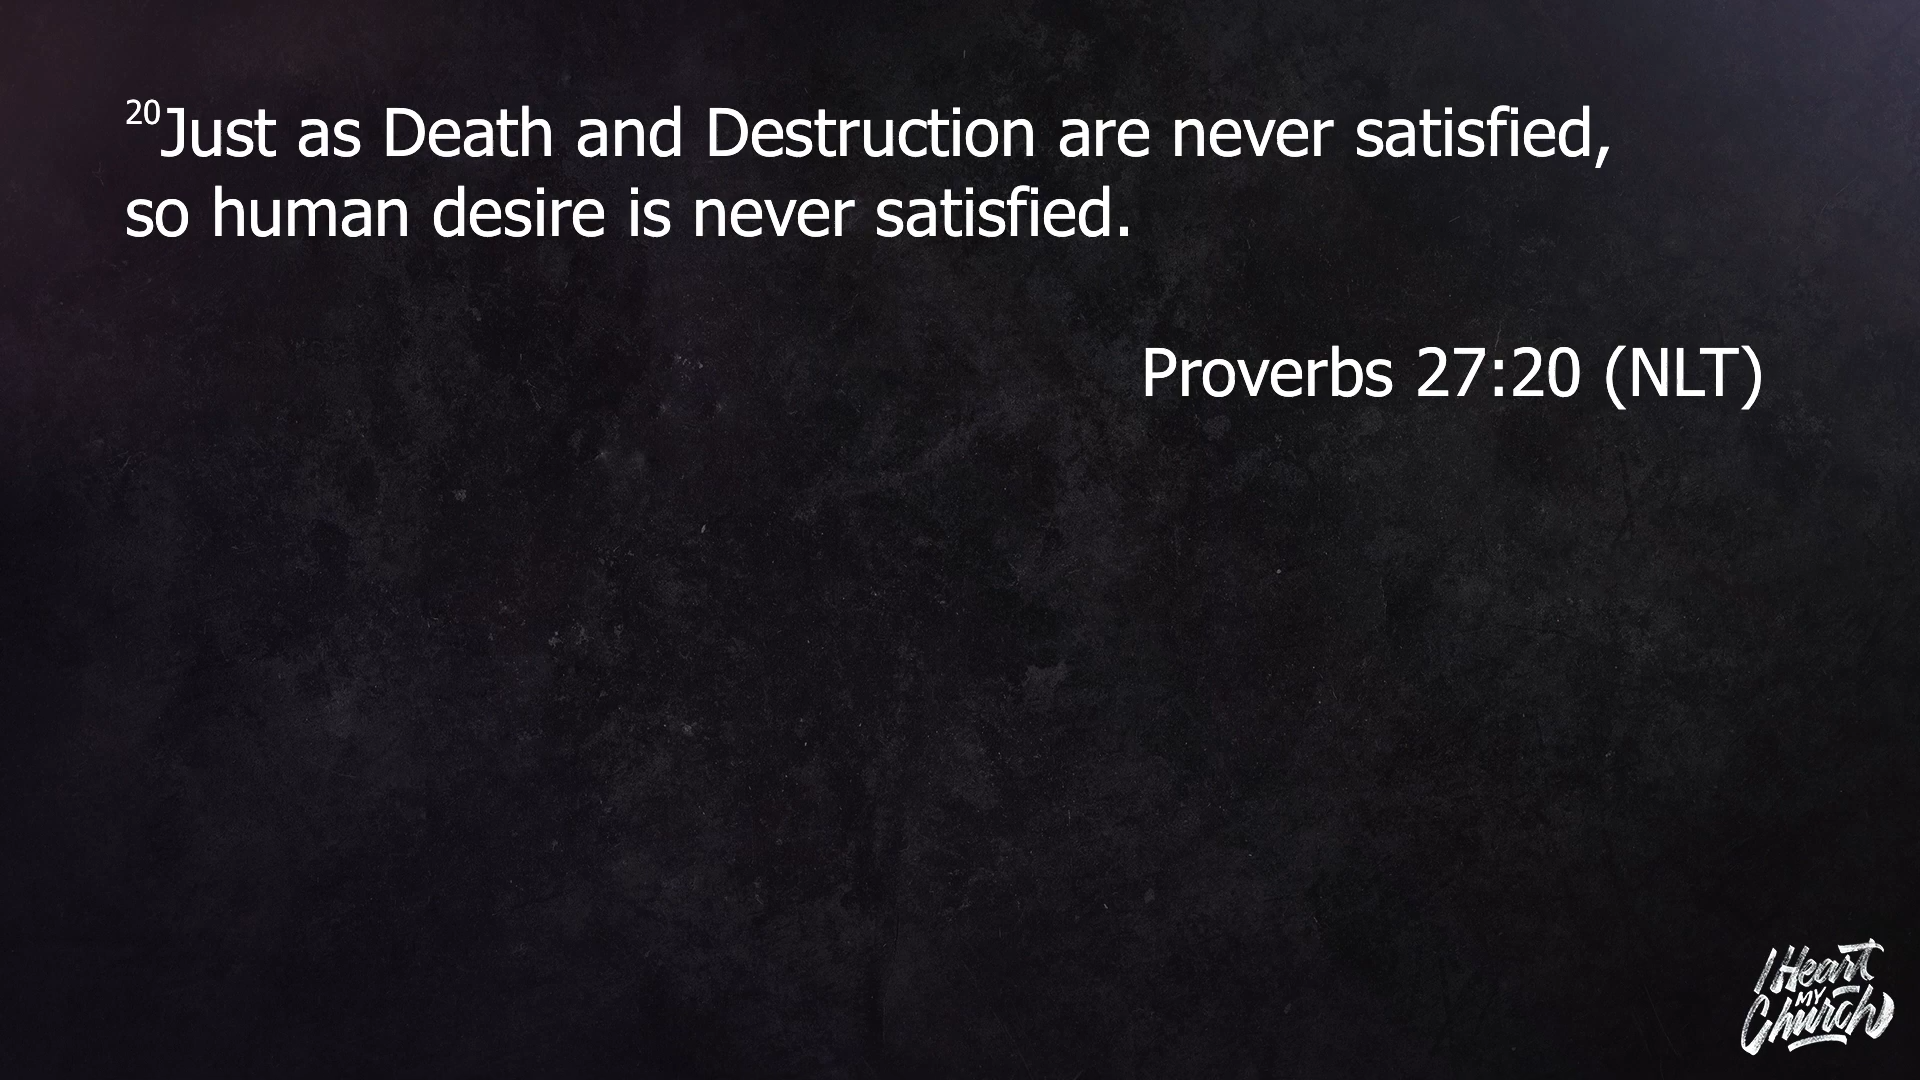 ²⁰Just as Death and Destruction are never satisfied,
so human desire is never satisfied.
Proverbs 27:20 (NLT)
I Heart
MY
Church